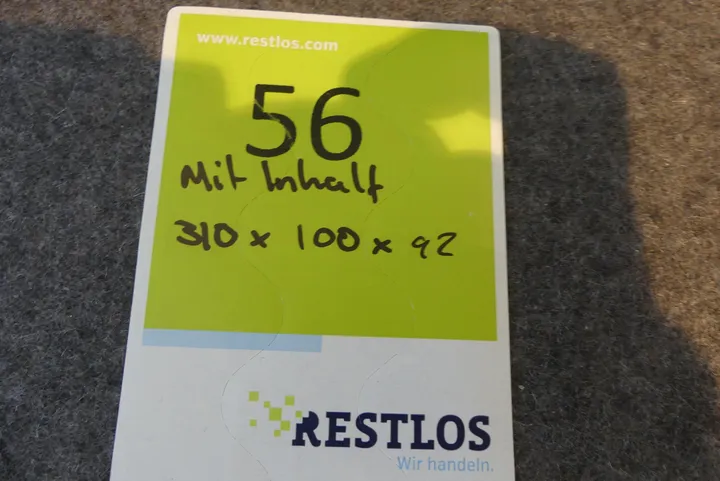 www.restlos.com
56
Mit Inhalt
310 x 100 x 92
RESTLOS
Wir handeln.